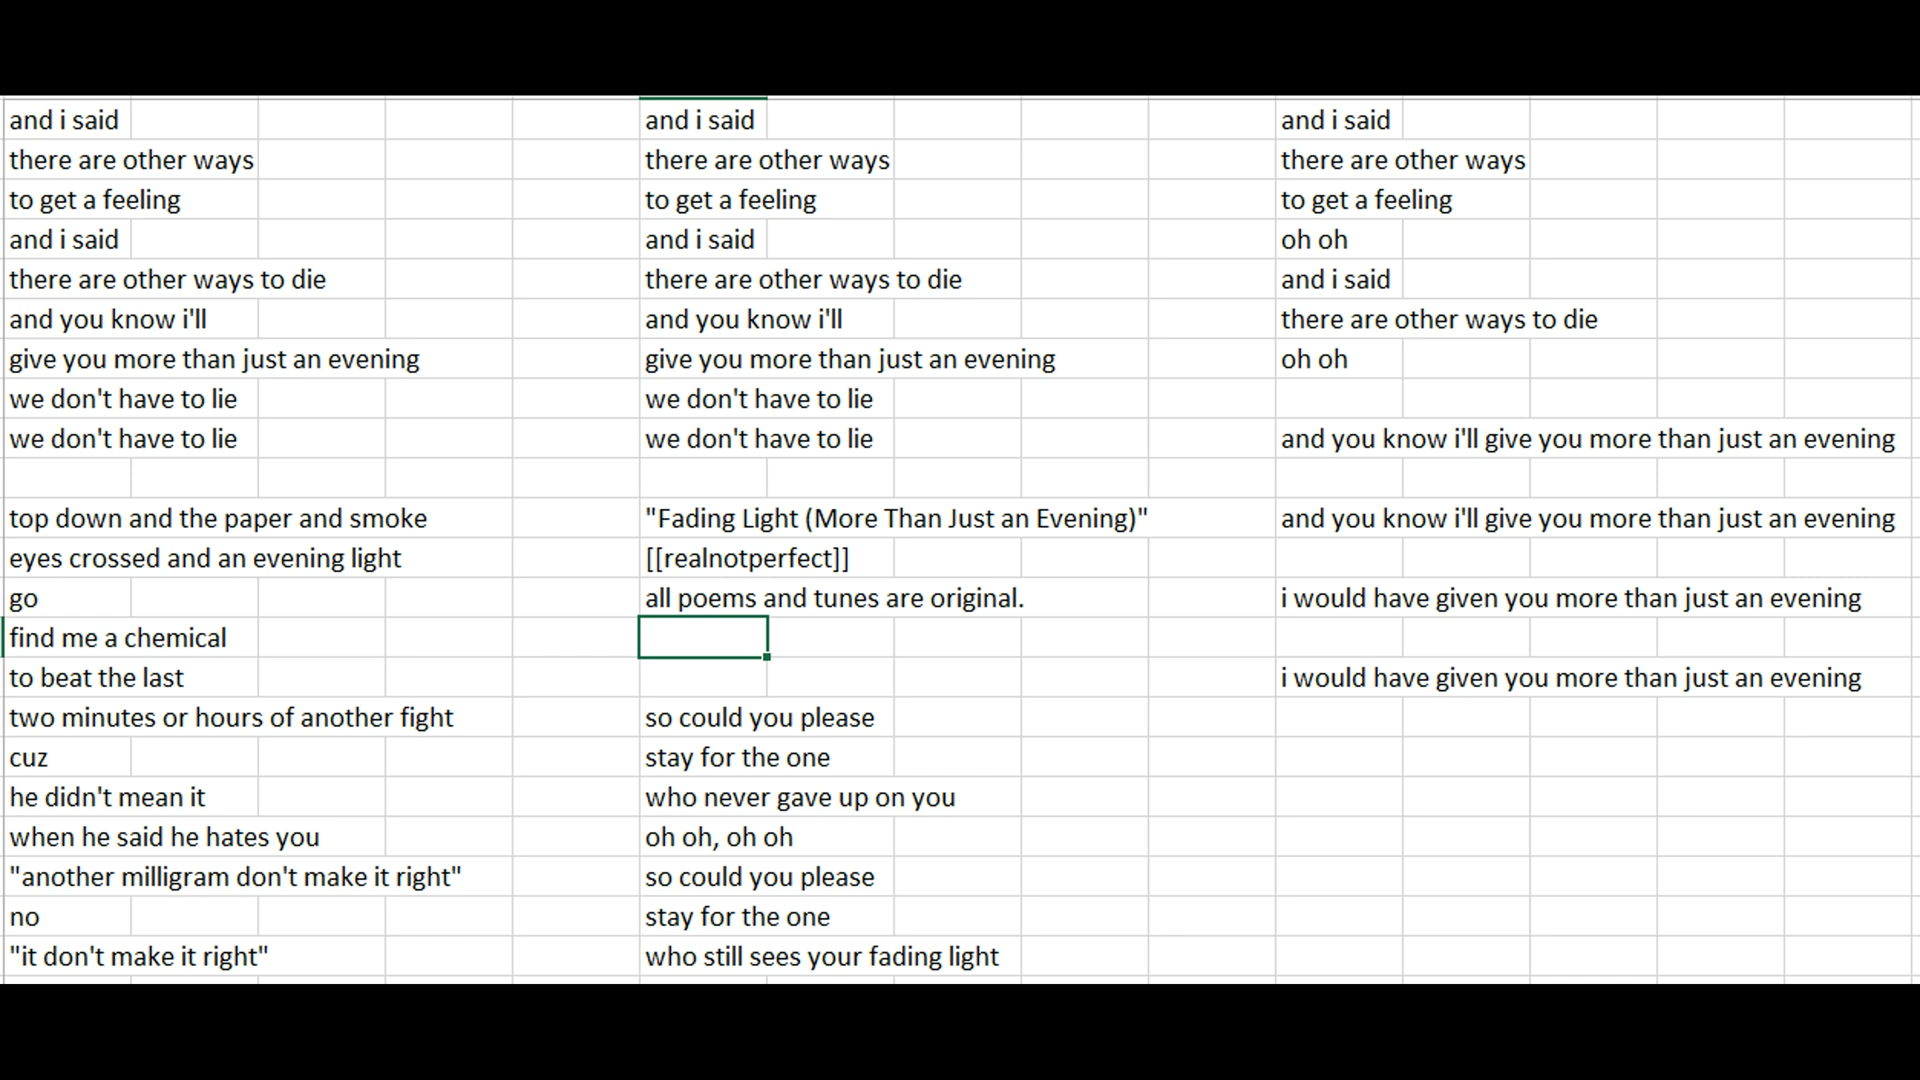 and i said
there are other ways
to get a feeling
and i said
there are other ways to die
and you know i'll
give you more than just an evening
we don't have to lie
we don't have to lie
top down and the paper and smoke
eyes crossed and an evening light
go
find me a chemical
to beat the last
two minutes or hours of another fight
cuz
he didn't mean it
when he said he hates you
"another milligram don't make it right"
no
"it don't make it right"
and i said
there are other ways
to get a feeling
and i said
there are other ways to die
and you know i'll
give you more than just an evening
we don't have to lie
we don't have to lie
"Fading Light (More Than Just an Evening)"
[[realnotperfect]]
all poems and tunes are original.
so could you please
stay for the one
who never gave up on you
oh oh, oh oh
so could you please
stay for the one
who still sees your fading light
and i said
there are other ways
to get a feeling
oh oh
and i said
there are other ways to die
oh oh
and you know i'll give you more than just an evening
and you know i'll give you more than just an evening
i would have given you more than just an evening
i would have given you more than just an evening